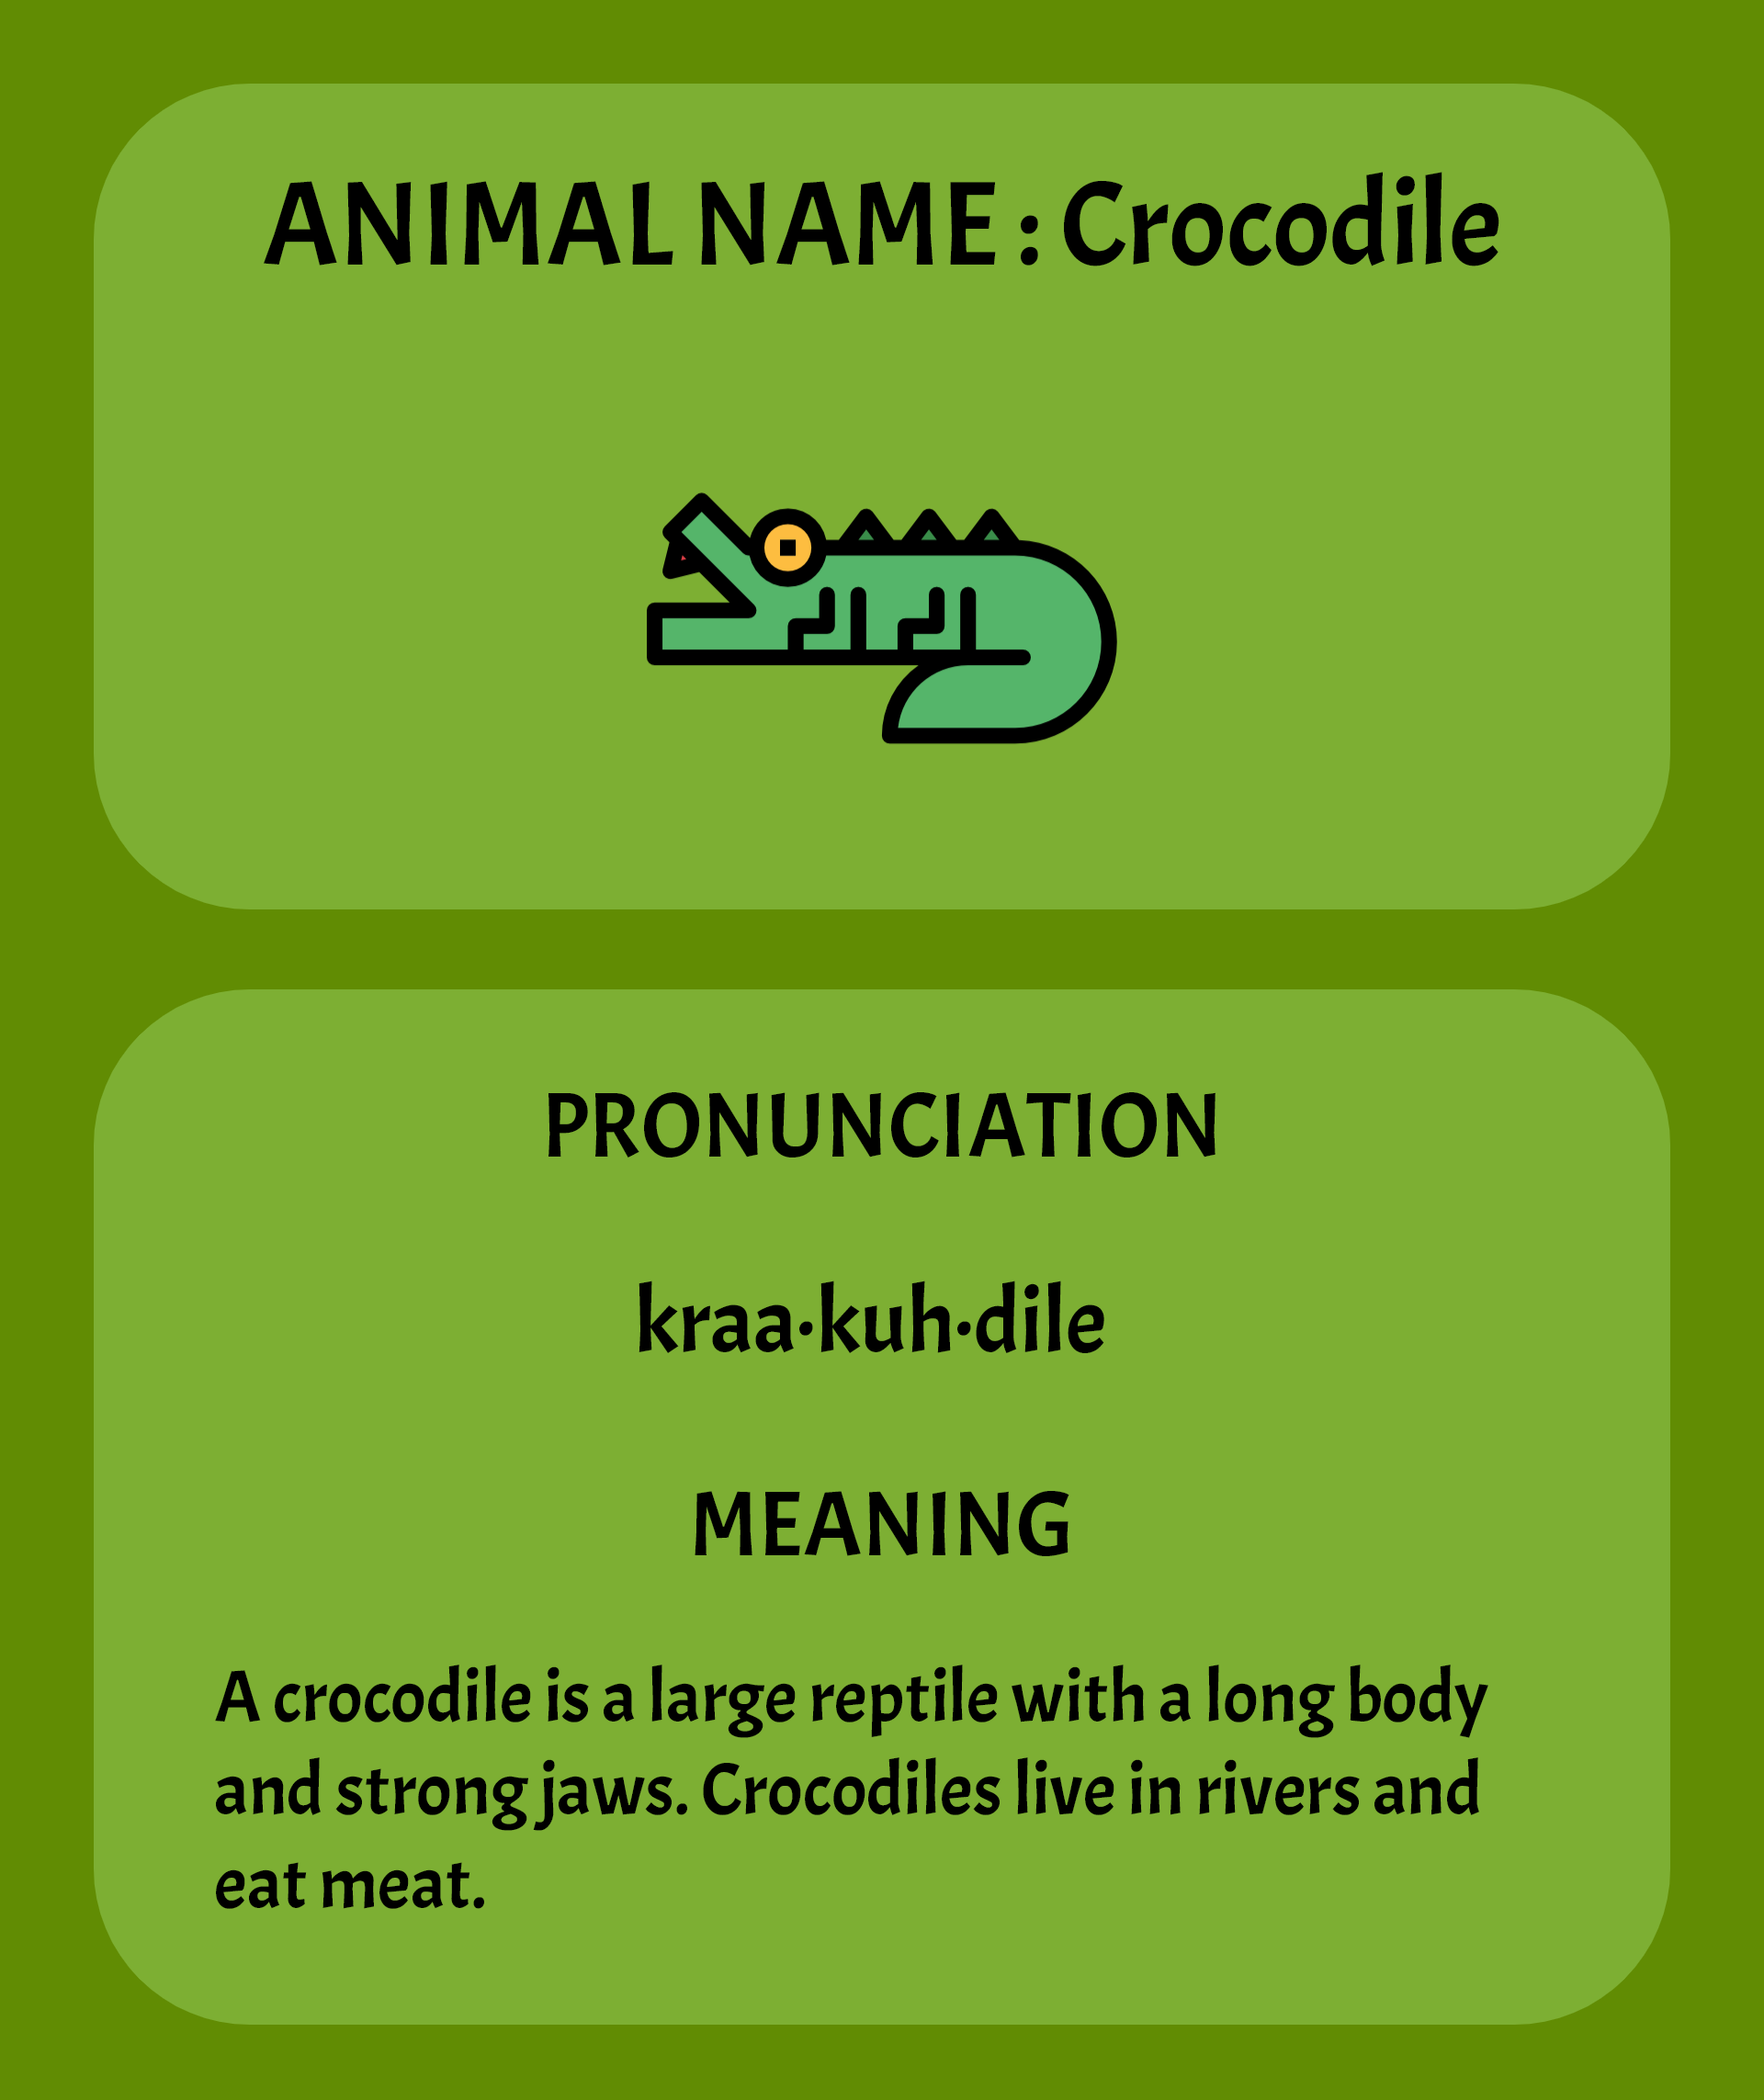 ANIMAL NAME : Crocodile
PRONUNCIATION
kraa·kuh·dile
MEANING
A crocodile is a large reptile with a long body
and strong jaws. Crocodiles live in rivers and
eat meat.